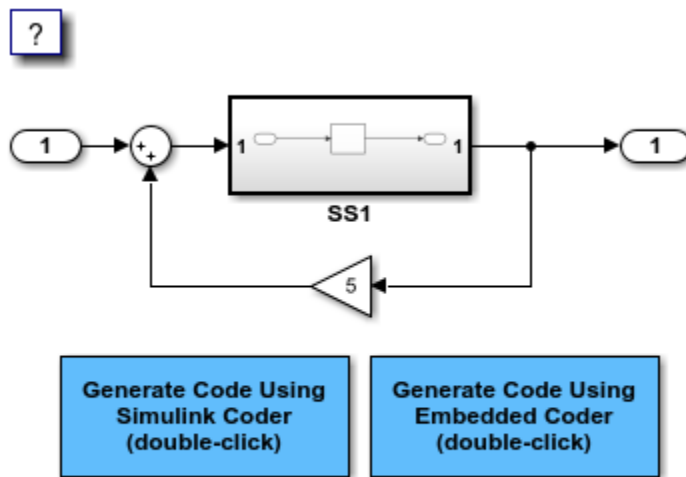 ?
1
+
+
1
1
1
SS1
5
Generate Code Using
Simulink Coder
(double-click)
Generate Code Using
Embedded Coder
(double-click)